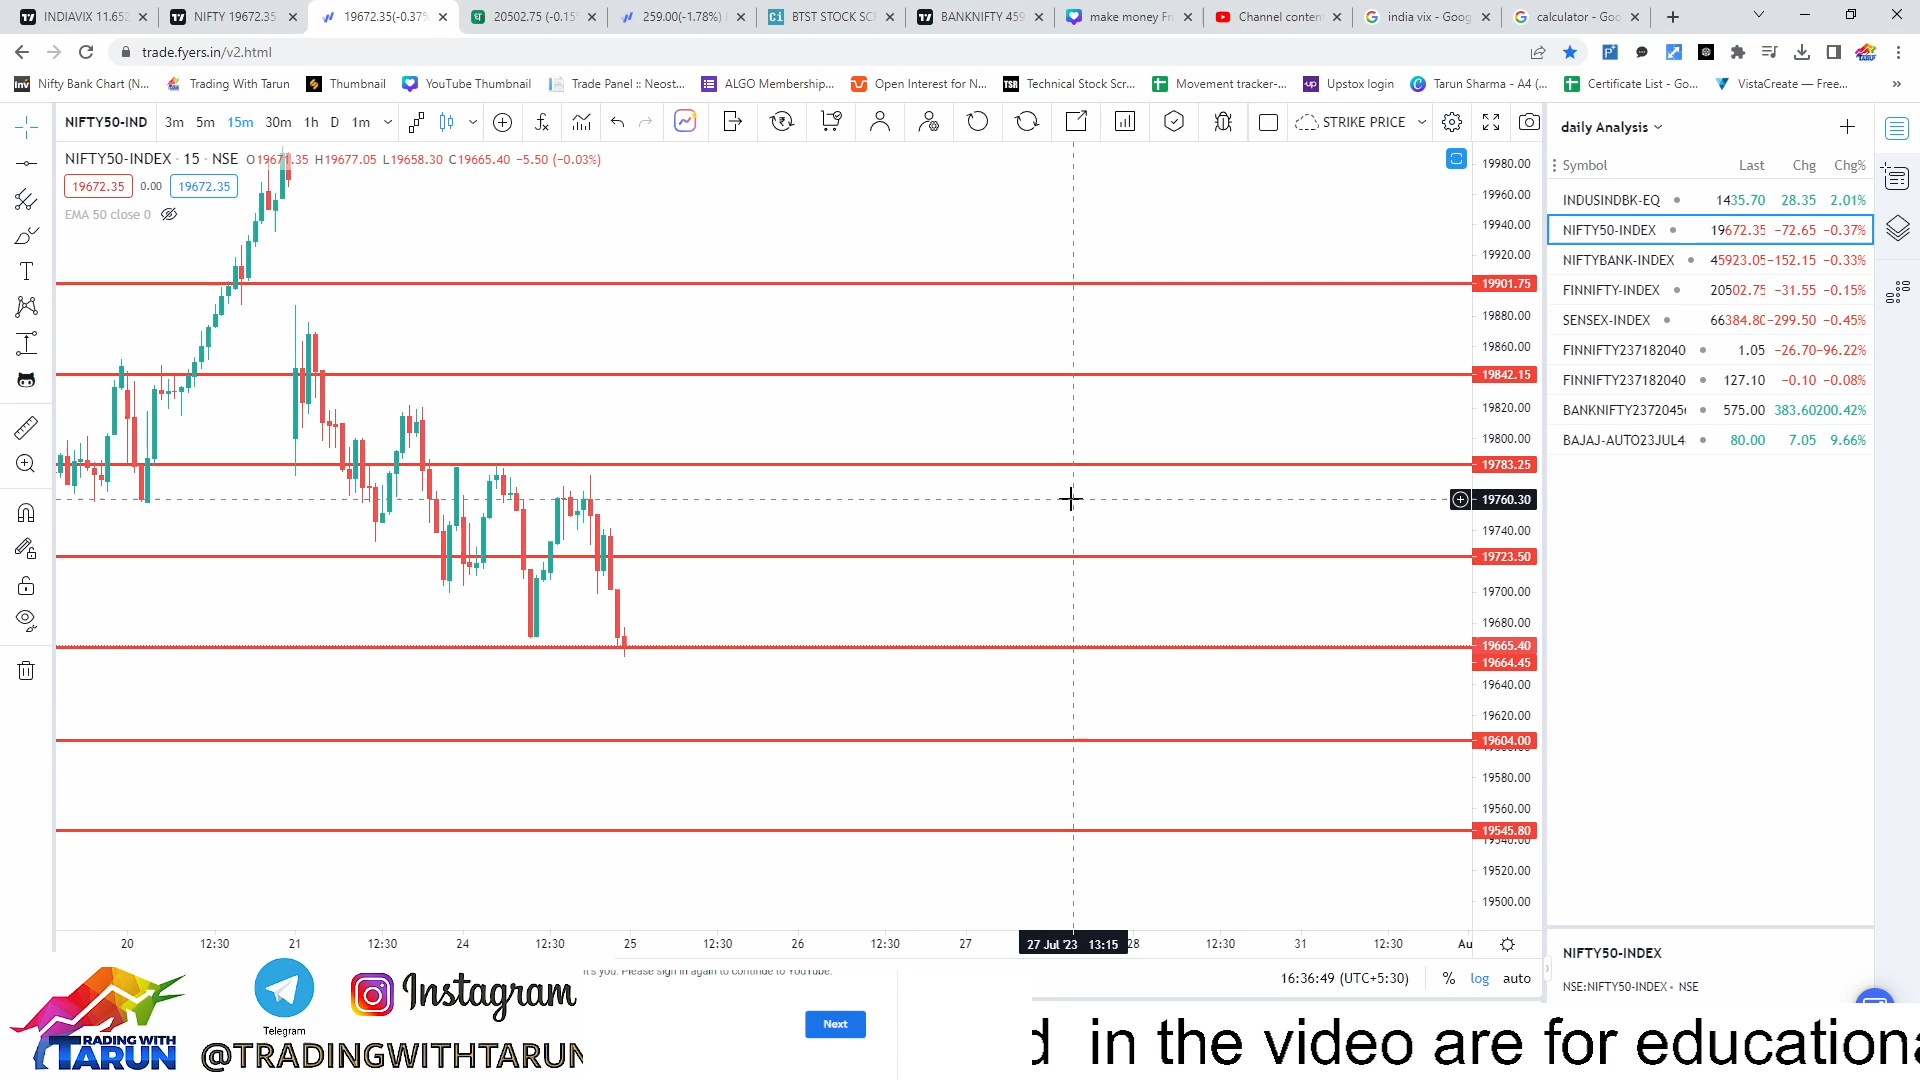 INDIAVIX 11.652
NIFTY 19672.35
19672.35(-0.37%
20502.75 (-0.15%
259.00(-1.78%)
BTST STOCK SC
BANKNIFTY 459
make money Fr
Channel content
india vix - Goog
calculator - Goo
trade.fyers.in/v2.html
Nifty Bank Chart (N...
Trading With Tarun
Thumbnail
YouTube Thumbnail
Trade Panel :: Neost...
ALGO Membership...
Open Interest for N...
Technical Stock Scr...
Movement tracker-...
Upstox login
Tarun Sharma - A4 (...
Certificate List - Go...
VistaCreate — Free...
NIFTY50-IND 3m 5m 15m 30m 1h D 1m
STRIKE PRICE
NIFTY50-INDEX · 15 · NSE O19671.35 H19677.05 L19658.30 C19665.40 −5.50 (−0.03%)
19672.35 0.00 19672.35
EMA 50 close 0
19980.00
19960.00
19940.00
19920.00
19901.75
19880.00
19860.00
19842.15
19820.00
19800.00
19783.25
19760.30
19740.00
19723.50
19700.00
19680.00
19665.40
19664.45
19640.00
19620.00
19604.00
19580.00
19560.00
19545.80
19520.00
19500.00
20 12:30 21 12:30 24 12:30 25 12:30 26 12:30 27 27 Jul '23 13:15 28 12:30 31 12:30 Au
16:36:49 (UTC+5:30) % log auto
daily Analysis
Symbol Last Chg Chg%
INDUSINDBK-EQ 1435.70 28.35 2.01%
NIFTY50-INDEX 19672.35 −72.65 −0.37%
NIFTYBANK-INDEX 45923.05 −152.15 −0.33%
FINNIFTY-INDEX 20502.75 −31.55 −0.15%
SENSEX-INDEX 66384.80 −299.50 −0.45%
FINNIFTY237182040 1.05 −26.70 −96.22%
FINNIFTY237182040 127.10 −0.10 −0.08%
BANKNIFTY2372045 575.00 383.60 200.42%
BAJAJ-AUTO23JUL4 80.00 7.05 9.66%
NIFTY50-INDEX
NSE:NIFTY50-INDEX • NSE
it's you. Please sign in again to continue to YouTube.
Next
TRADING WITH
TARUN
Telegram
Instagram
@TRADINGWITHTARUN
d in the video are for educationa